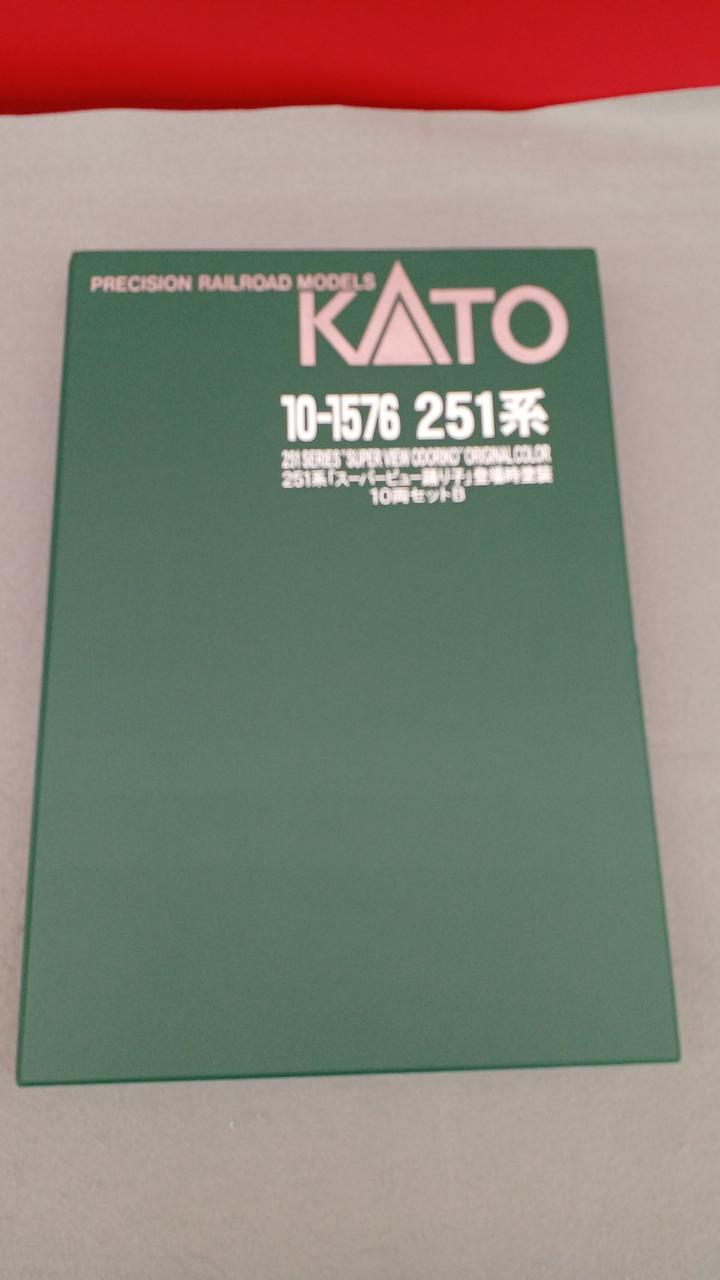 PRECISION RAILROAD MODELS
KATO
10-1576 251系
251 SERIES "SUPER VIEW ODORIKO" ORIGINAL COLOR
251系「スーパービュー踊り子」登場時塗装
10両セットB